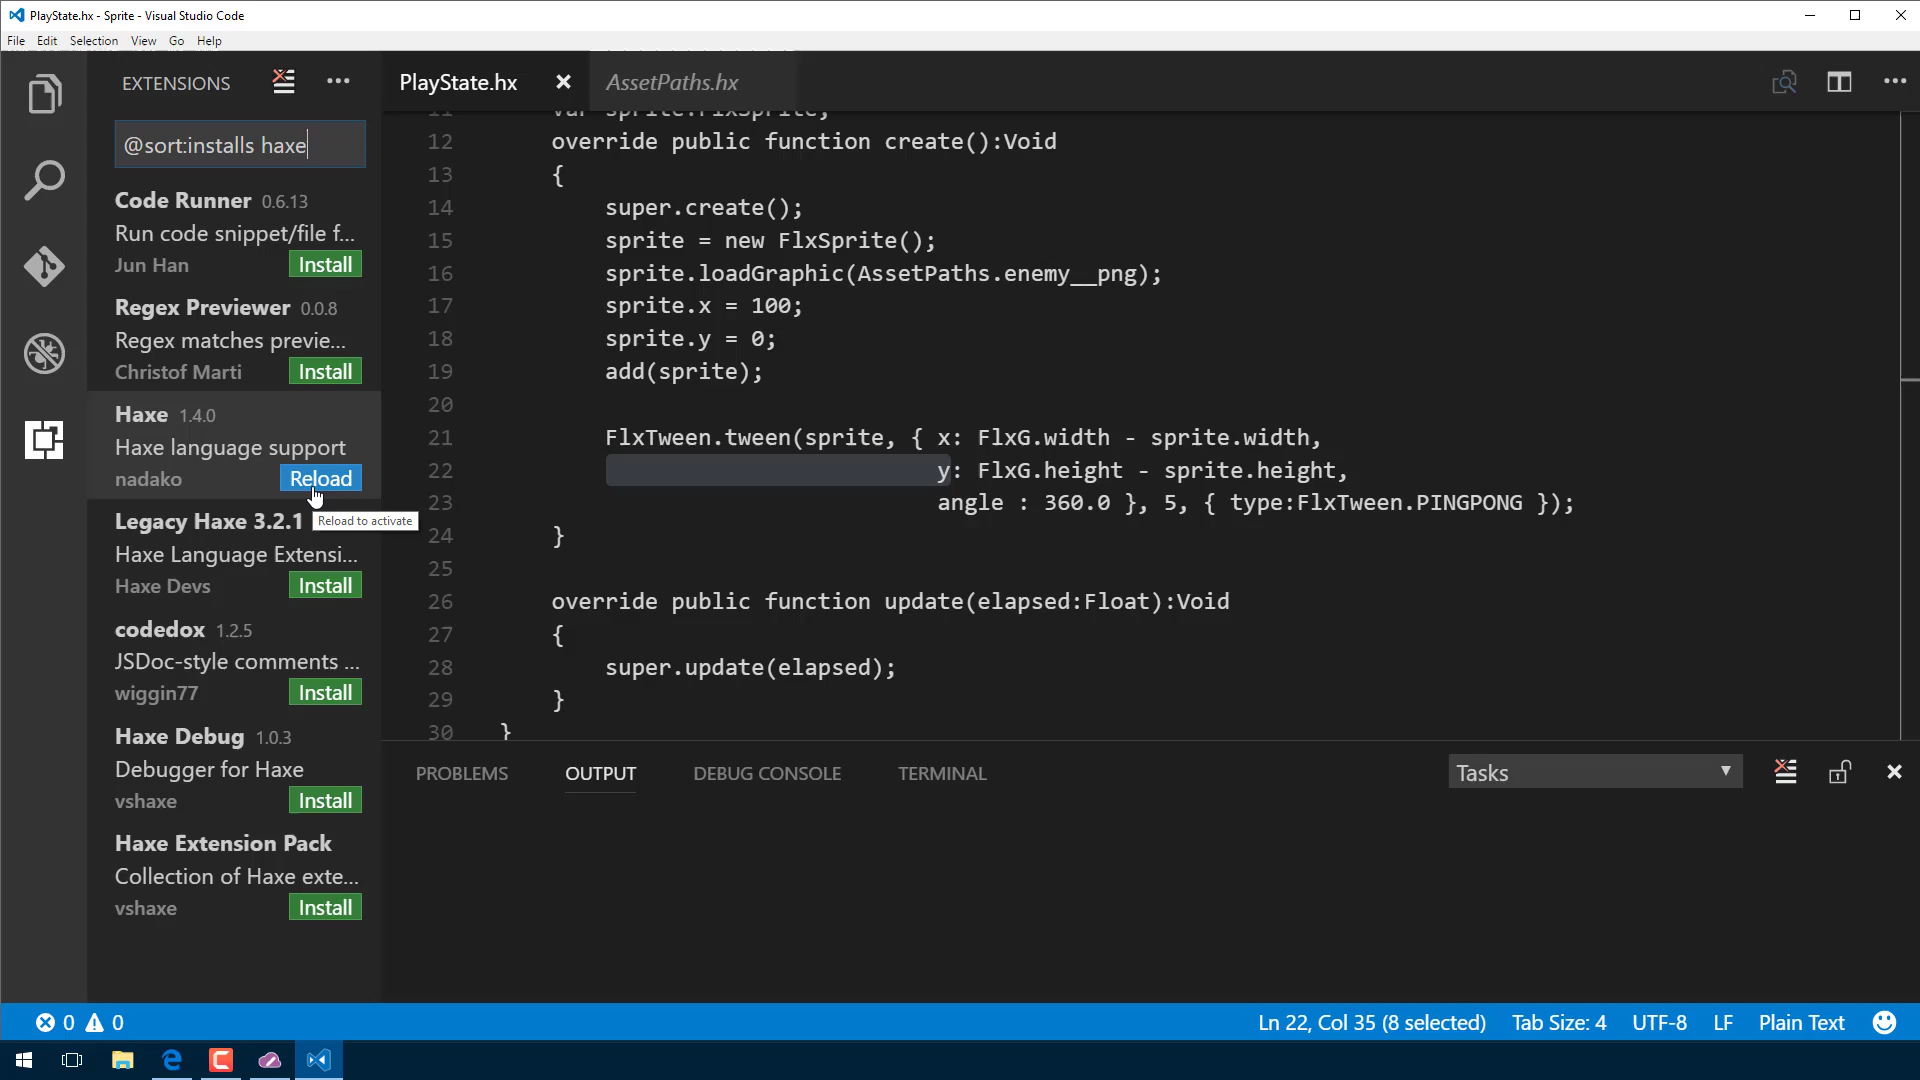 PlayState.hx - Sprite - Visual Studio Code
File Edit Selection View Go Help
EXTENSIONS
@sort:installs haxe
Code Runner 0.6.13
Run code snippet/file f...
Jun Han Install
Regex Previewer 0.0.8
Regex matches previe...
Christof Marti Install
Haxe 1.4.0
Haxe language support
nadako Reload
Reload to activate
Legacy Haxe 3.2.1
Haxe Language Extensi...
Haxe Devs Install
codedox 1.2.5
JSDoc-style comments ...
wiggin77 Install
Haxe Debug 1.0.3
Debugger for Haxe
vshaxe Install
Haxe Extension Pack
Collection of Haxe exte...
vshaxe Install
PlayState.hx AssetPaths.hx
11 var sprite:FlxSprite;
12 override public function create():Void
13 {
14 super.create();
15 sprite = new FlxSprite();
16 sprite.loadGraphic(AssetPaths.enemy__png);
17 sprite.x = 100;
18 sprite.y = 0;
19 add(sprite);
20
21 FlxTween.tween(sprite, { x: FlxG.width - sprite.width,
22 y: FlxG.height - sprite.height,
23 angle : 360.0 }, 5, { type:FlxTween.PINGPONG });
24 }
25
26 override public function update(elapsed:Float):Void
27 {
28 super.update(elapsed);
29 }
30 }
PROBLEMS OUTPUT DEBUG CONSOLE TERMINAL
Tasks
0 0
Ln 22, Col 35 (8 selected) Tab Size: 4 UTF-8 LF Plain Text